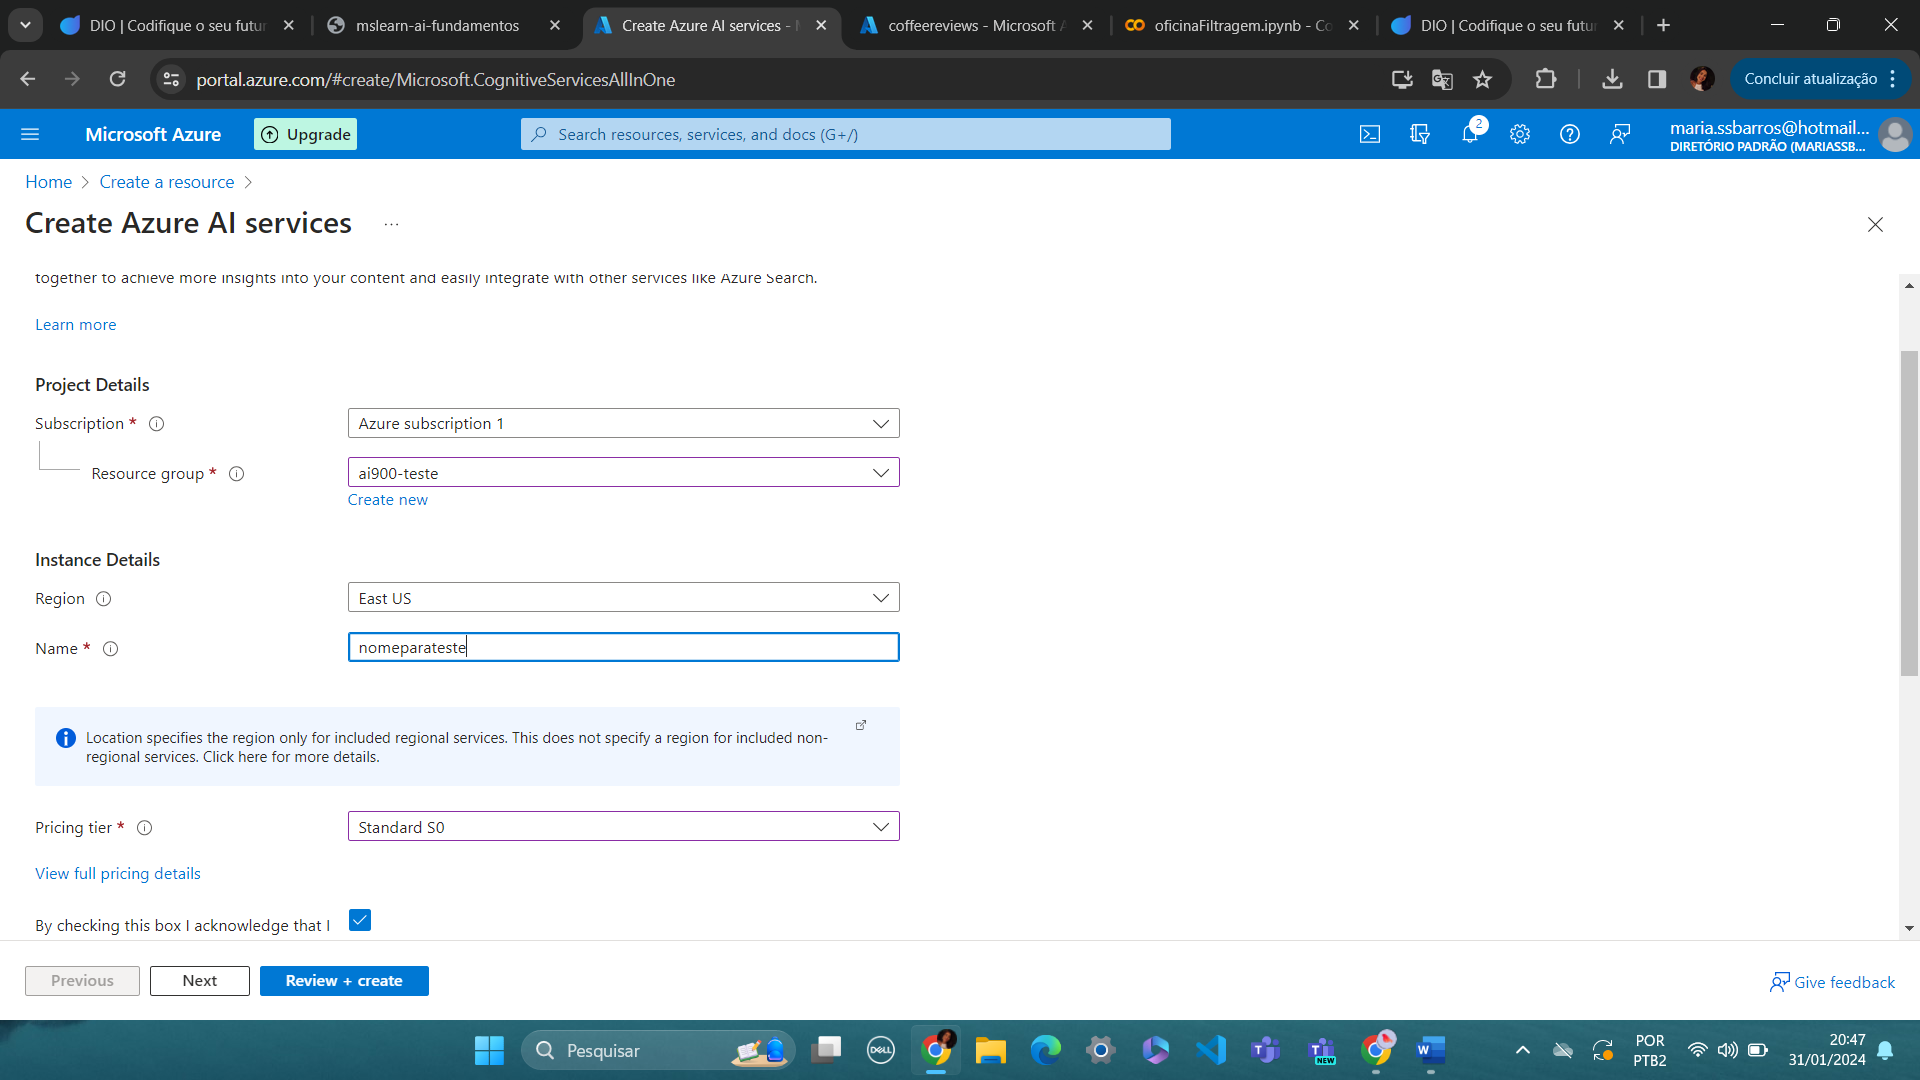 DIO | Codifique o seu futur
mslearn-ai-fundamentos
Create Azure AI services - M
coffeereviews - Microsoft A
oficinaFiltragem.ipynb - Co
DIO | Codifique o seu futur
portal.azure.com/#create/Microsoft.CognitiveServicesAllInOne
Concluir atualização
Microsoft Azure
Upgrade
Search resources, services, and docs (G+/)
2
maria.ssbarros@hotmail...
DIRETÓRIO PADRÃO (MARIASSB...
Home
Create a resource
Create Azure AI services
...
together to achieve more insights into your content and easily integrate with other services like Azure Search.
Learn more
Project Details
Subscription *
Azure subscription 1
Resource group *
ai900-teste
Create new
Instance Details
Region
East US
Name *
nomeparateste
Location specifies the region only for included regional services. This does not specify a region for included non-
regional services. Click here for more details.
Pricing tier *
Standard S0
View full pricing details
By checking this box I acknowledge that I
Previous
Next
Review + create
Give feedback
Pesquisar
DELL
NEW
POR
PTB2
20:47
31/01/2024